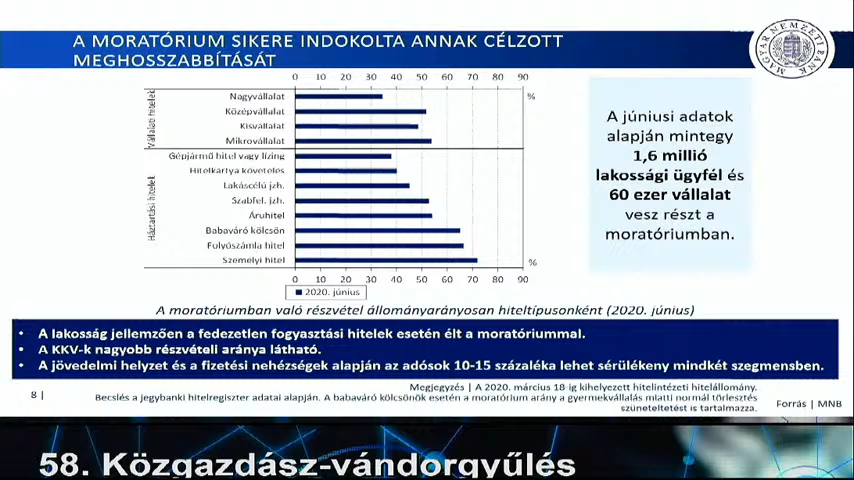 A MORATÓRIUM SIKERE INDOKOLTA ANNAK CÉLZOTT
MEGHOSSZABBÍTÁSÁT
MAGYAR NEMZETI BANK
0 10 20 30 40 50 60 70 80 90
%
Vállalati hitelek
Nagyvállalat
Középvállalat
Kisvállalat
Mikrovállalat
Háztartási hitelek
Gépjármű hitel vagy lízing
Hitelkártya követelés
Lakáscélú jzh.
Szabfel. jzh.
Áruhitel
Babaváró kölcsön
Folyószámla hitel
Személyi hitel
%
0 10 20 30 40 50 60 70 80 90
2020. június
A júniusi adatok
alapján mintegy
1,6 millió
lakossági ügyfél és
60 ezer vállalat
vesz részt a
moratóriumban.
A moratóriumban való részvétel állományarányosan hiteltípusonként (2020. június)
• A lakosság jellemzően a fedezetlen fogyasztási hitelek esetén élt a moratóriummal.
• A KKV-k nagyobb részvételi aránya látható.
• A jövedelmi helyzet és a fizetési nehézségek alapján az adósok 10-15 százaléka lehet sérülékeny mindkét szegmensben.
8 |
Megjegyzés | A 2020. március 18-ig kihelyezett hitelintézeti hitelállomány.
Becslés a jegybanki hitelregiszter adatai alapján. A babaváró kölcsönök esetén a moratórium arány a gyermekvállalás miatti normál törlesztés
szüneteltetést is tartalmazza.
Forrás | MNB
58. Közgazdász-vándorgyűlés